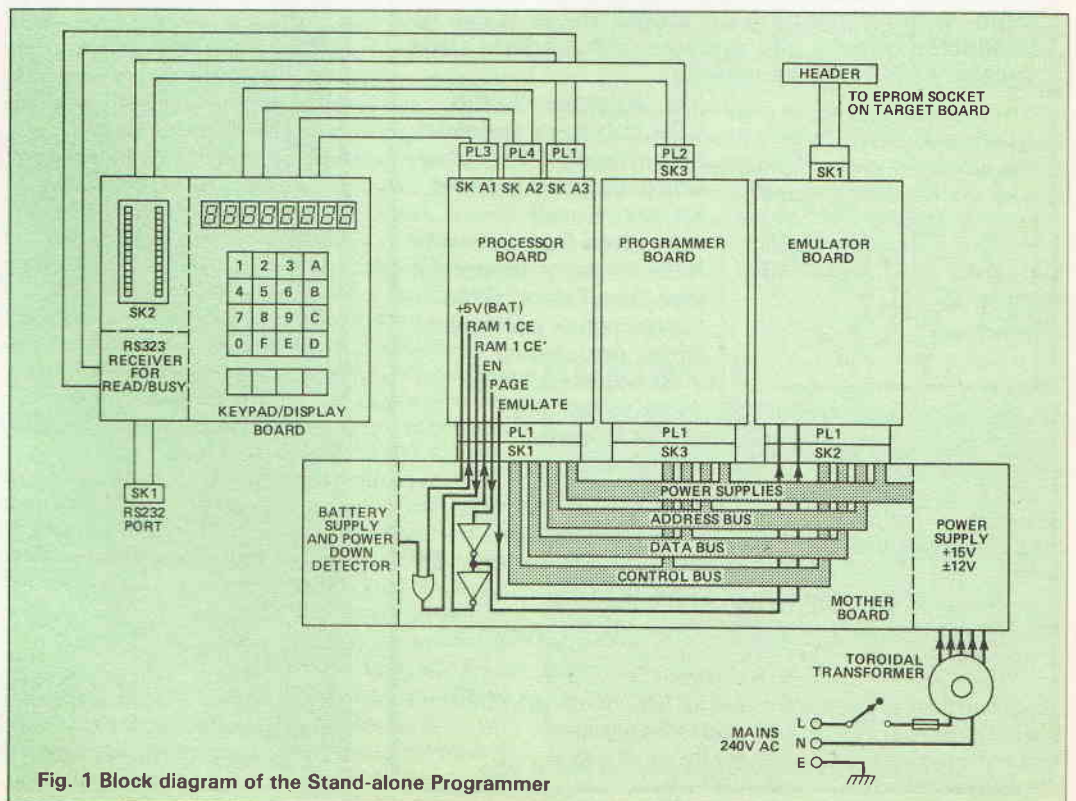 HEADER
TO EPROM SOCKET
ON TARGET BOARD
PL3 PL4 PL1
PL2
SK3
SK1
SK A1 SK A2 SK A3
PROCESSOR
BOARD
PROGRAMMER
BOARD
EMULATOR
BOARD
88888888
1 2 3 A
4 5 6 B
7 8 9 C
0 F E D
SK2
RS323
RECEIVER
FOR
READ/BUSY
KEYPAD/DISPLAY
BOARD
SK1
RS232
PORT
+5V(BAT)
RAM 1 CE
RAM 1 CE'
EN
PAGE
EMULATE
PL1
SK1
PL1
SK3
PL1
SK2
BATTERY
SUPPLY
AND POWER
DOWN
DETECTOR
POWER SUPPLIES
ADDRESS BUS
DATA BUS
CONTROL BUS
MOTHER
BOARD
POWER
SUPPLY
+15V
±12V
TOROIDAL
TRANSFORMER
MAINS
240V AC
L
N
E
Fig. 1 Block diagram of the Stand-alone Programmer